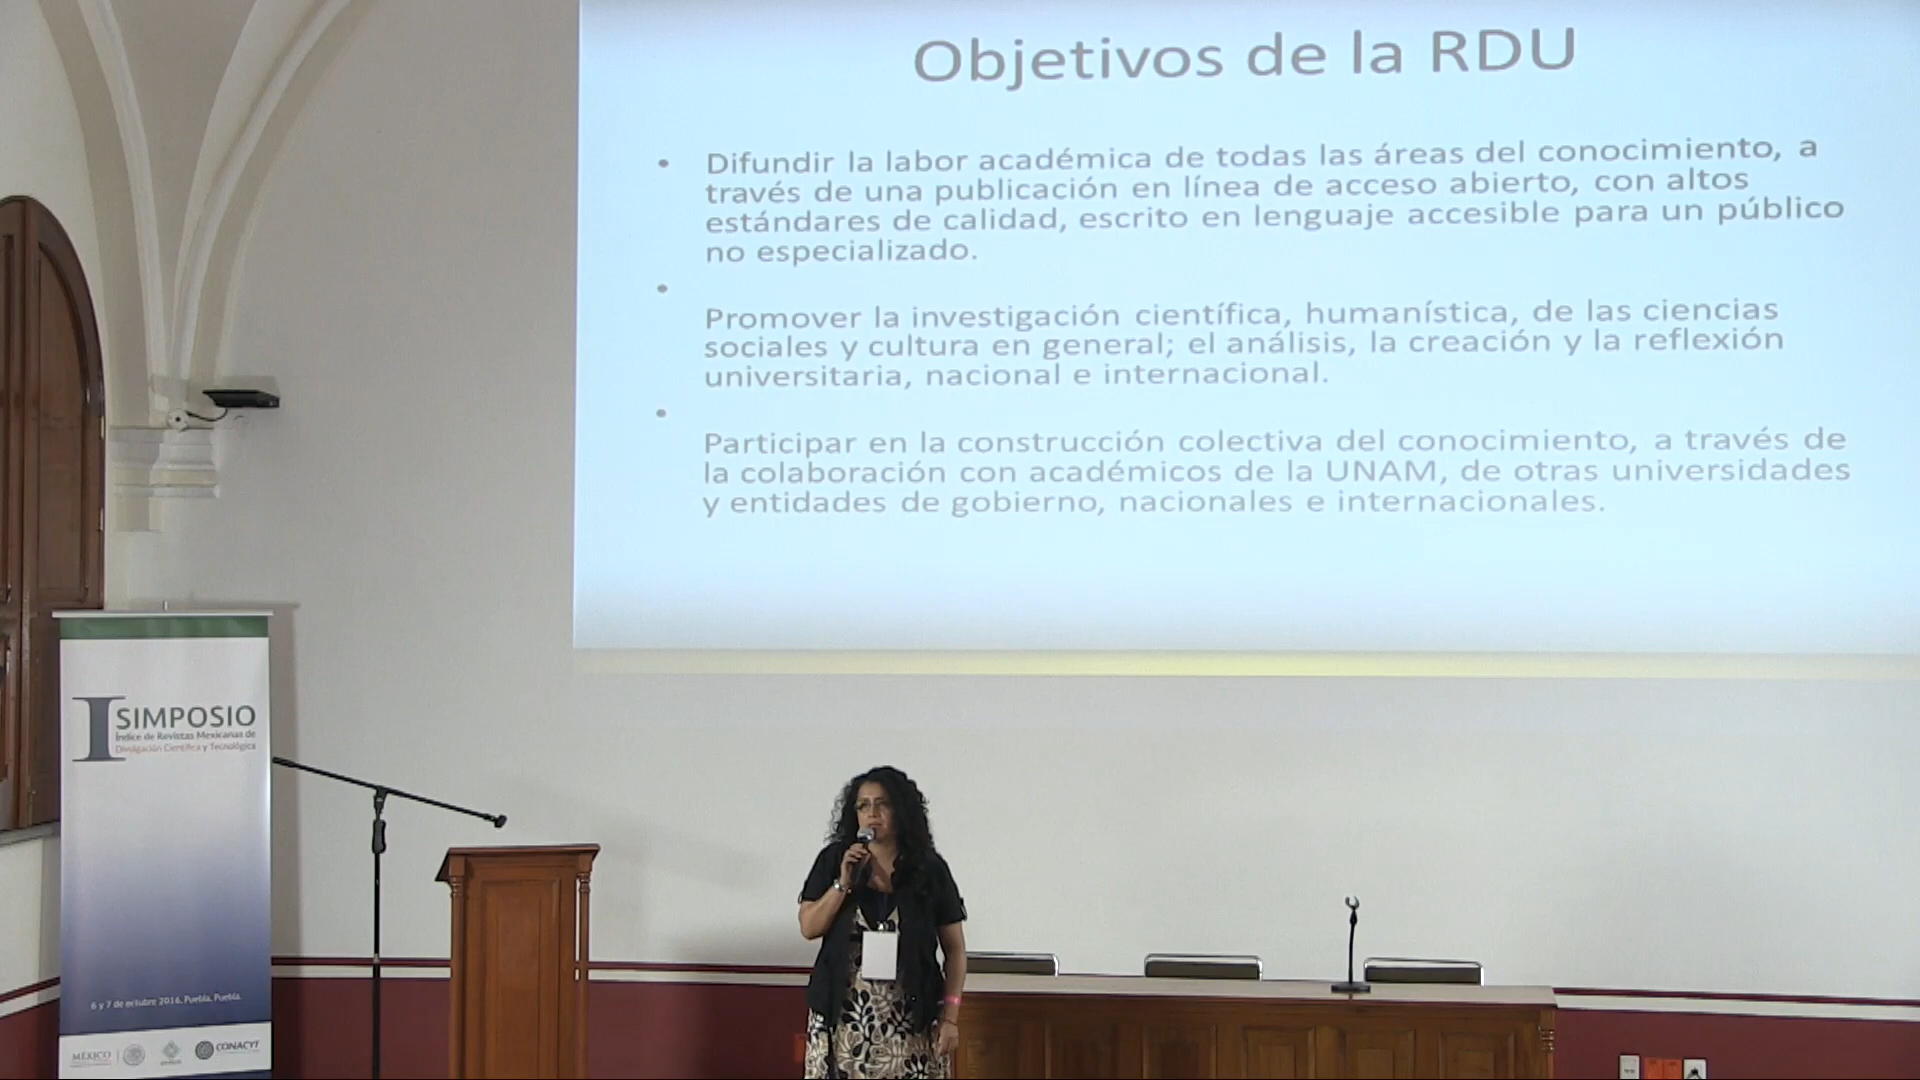 Objetivos de la RDU
• Difundir la labor académica de todas las áreas del conocimiento, a
través de una publicación en línea de acceso abierto, con altos
estándares de calidad, escrito en lenguaje accesible para un público
no especializado.
•
Promover la investigación científica, humanística, de las ciencias
sociales y cultura en general; el análisis, la creación y la reflexión
universitaria, nacional e internacional.
•
Participar en la construcción colectiva del conocimiento, a través de
la colaboración con académicos de la UNAM, de otras universidades
y entidades de gobierno, nacionales e internacionales.
I SIMPOSIO
Índice de Revistas Mexicanas de
Divulgación Científica y Tecnológica
6 y 7 de octubre 2016. Puebla, Puebla.
MÉXICO
CONACYT